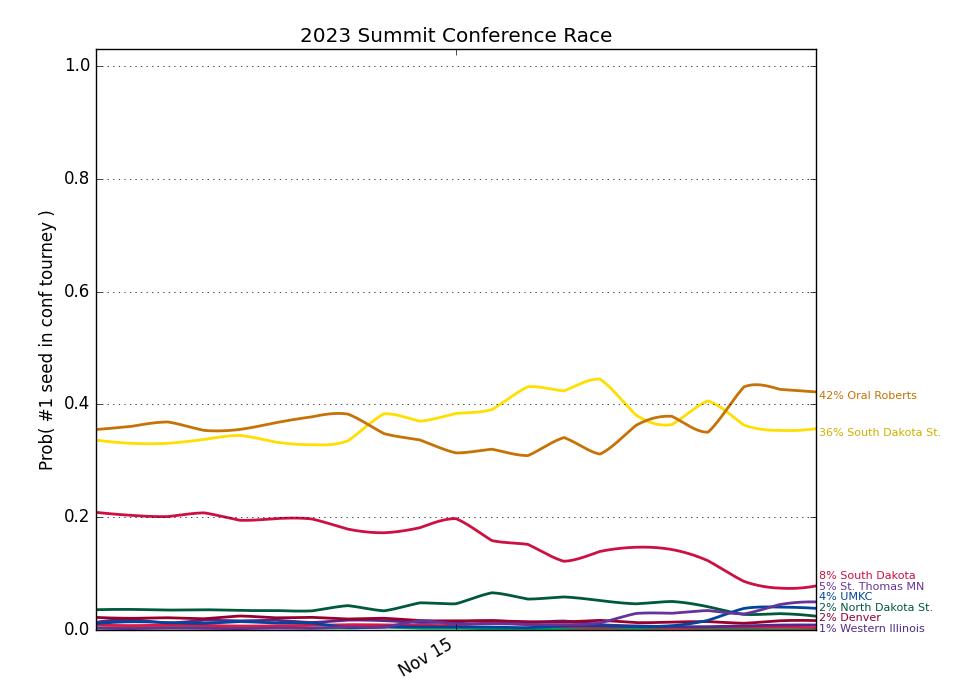 2023 Summit Conference Race
Prob( #1 seed in conf tourney )
1.0
0.8
0.6
0.4
0.2
0.0
Nov 15
42% Oral Roberts
36% South Dakota St.
8% South Dakota
5% St. Thomas MN
4% UMKC
2% North Dakota St.
2% Denver
1% Western Illinois